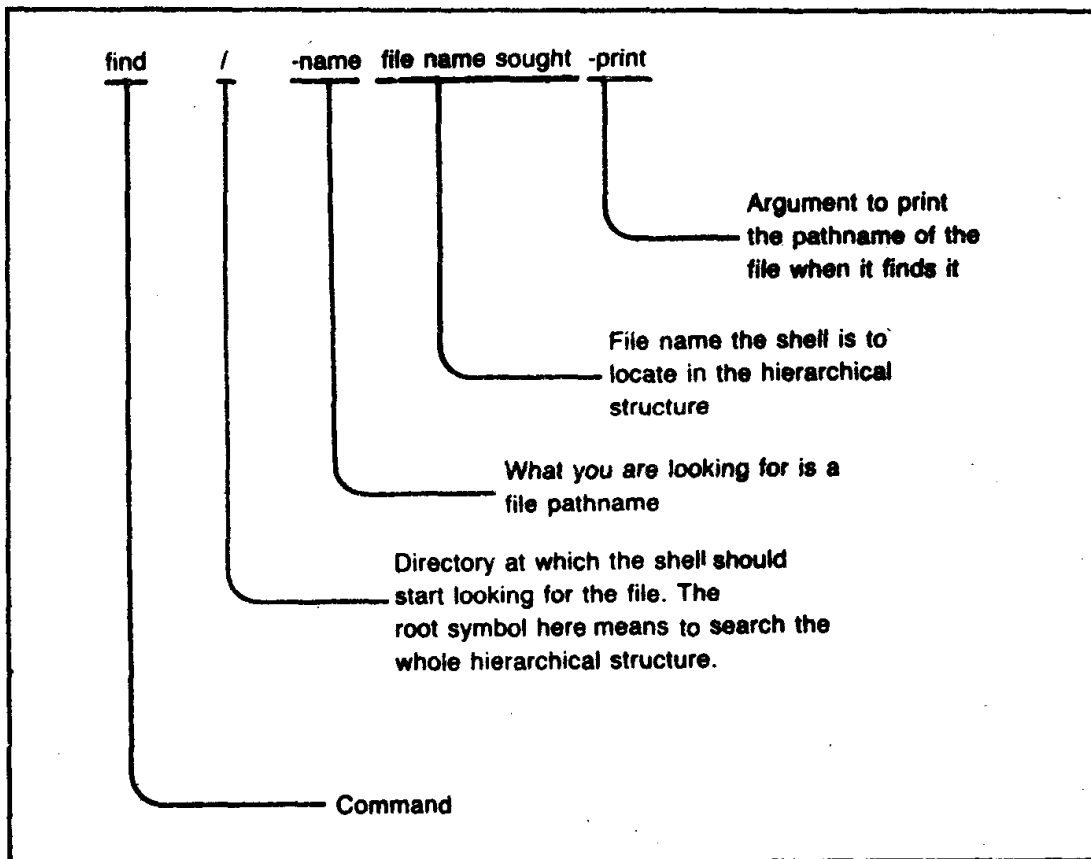 find / -name file name sought -print
Argument to print
the pathname of the
file when it finds it
File name the shell is to
locate in the hierarchical
structure
What you are looking for is a
file pathname
Directory at which the shell should
start looking for the file. The
root symbol here means to search the
whole hierarchical structure.
Command